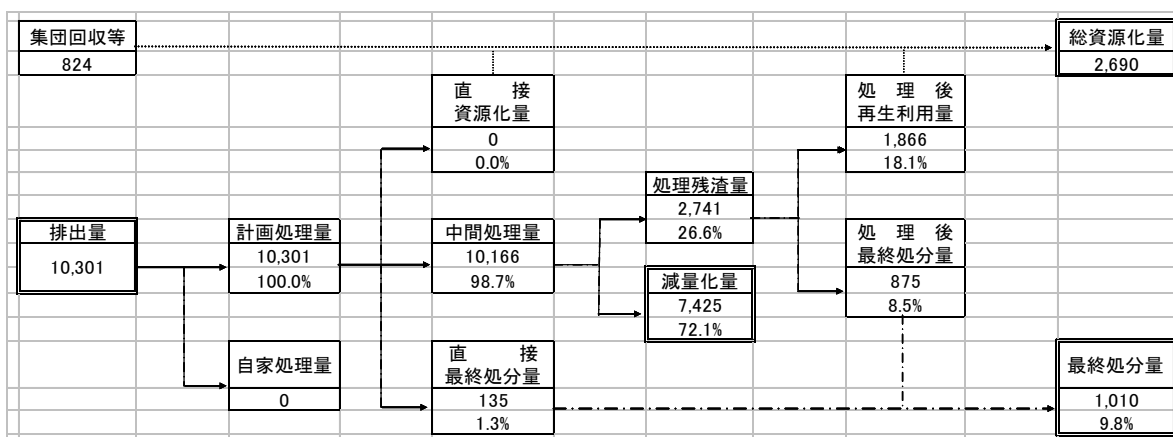 集団回収等
824
総資源化量
2,690
直　　接
資源化量
0
0.0%
処　理　後
再生利用量
1,866
18.1%
処理残渣量
2,741
26.6%
排出量
10,301
計画処理量
10,301
100.0%
中間処理量
10,166
98.7%
処　理　後
最終処分量
875
8.5%
減量化量
7,425
72.1%
自家処理量
0
直　　接
最終処分量
135
1.3%
最終処分量
1,010
9.8%